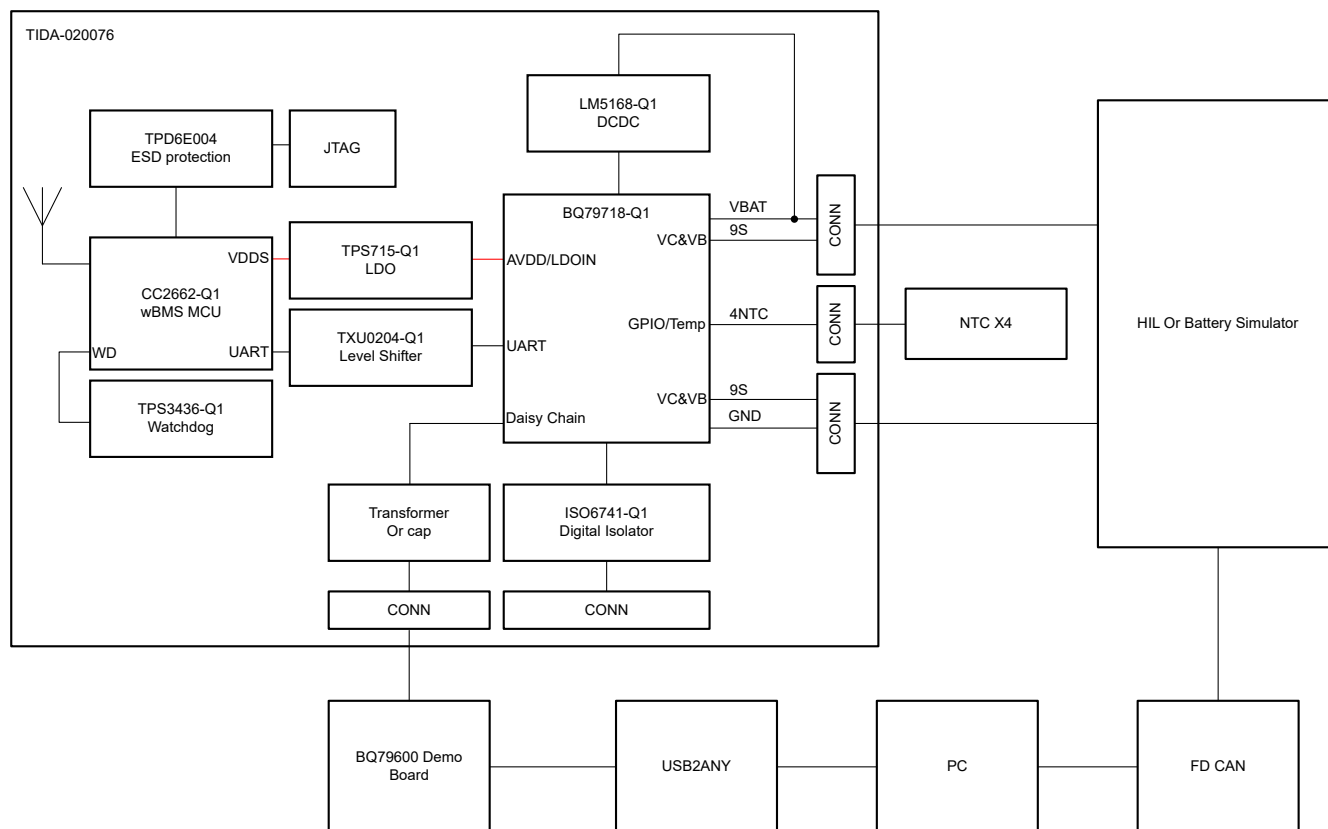 TIDA-020076
LM5168-Q1
DCDC
TPD6E004
ESD protection
JTAG
BQ79718-Q1
VBAT
9S
VC&VB
CONN
VDDS
TPS715-Q1
LDO
AVDD/LDOIN
CC2662-Q1
wBMS MCU
GPIO/Temp
4NTC
CONN
NTC X4
HIL Or Battery Simulator
WD
UART
TXU0204-Q1
Level Shifter
UART
TPS3436-Q1
Watchdog
Daisy Chain
VC&VB
9S
GND
CONN
Transformer
Or cap
ISO6741-Q1
Digital Isolator
CONN
CONN
BQ79600 Demo
Board
USB2ANY
PC
FD CAN